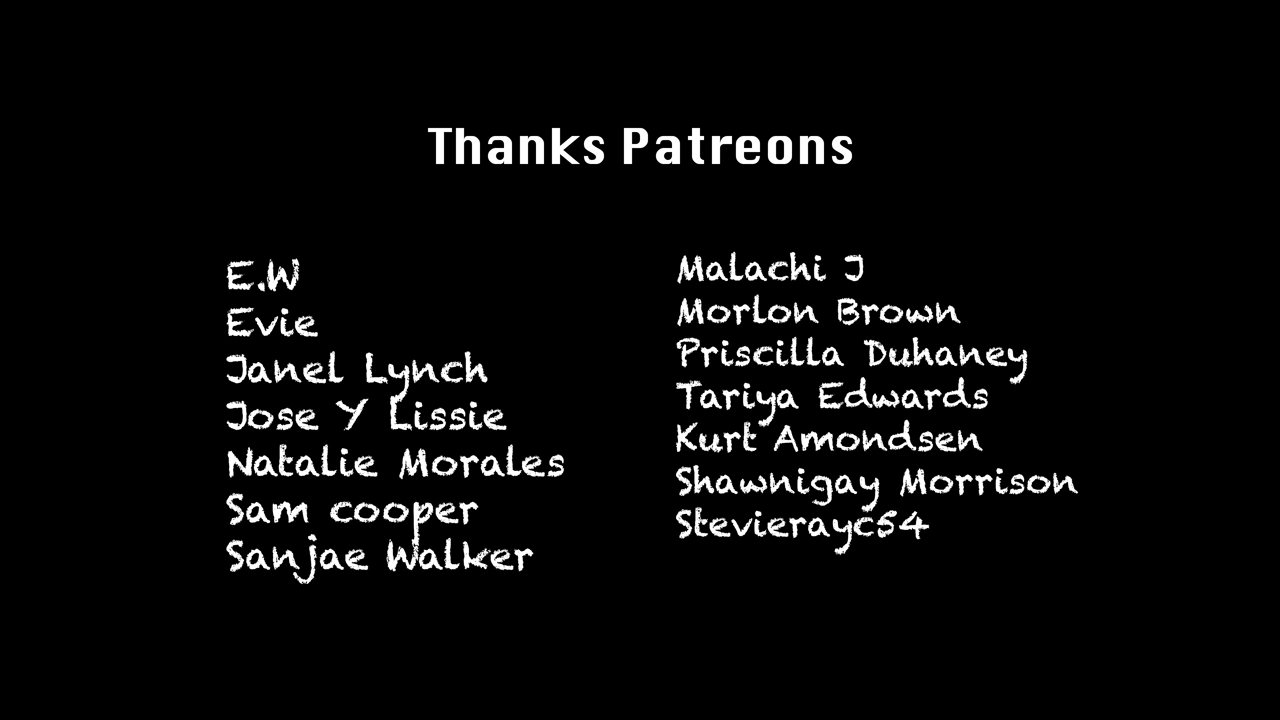 Thanks Patreons
E.W
Evie
Janel Lynch
Jose Y Lissie
Natalie Morales
Sam cooper
Sanjae Walker
Malachi J
Morlon Brown
Priscilla Duhaney
Tariya Edwards
Kurt Amondsen
Shawnigay Morrison
Stevierayc54